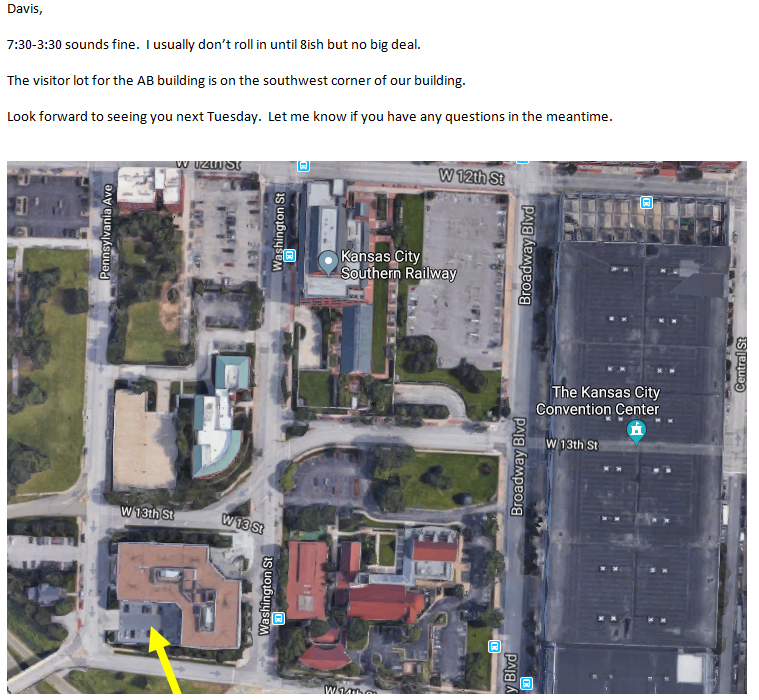 Davis,
7:30-3:30 sounds fine.  I usually don't roll in until 8ish but no big deal.
The visitor lot for the AB building is on the southwest corner of our building.
Look forward to seeing you next Tuesday.  Let me know if you have any questions in the meantime.
W 12th St
W 12th St
Pennsylvania Ave
Washington St
Broadway Blvd
Kansas City
Southern Railway
Central St
The Kansas City
Convention Center
Broadway Blvd
W 13th St
W 13th St
W 13 St
Washington St
y Blvd
W 14th St